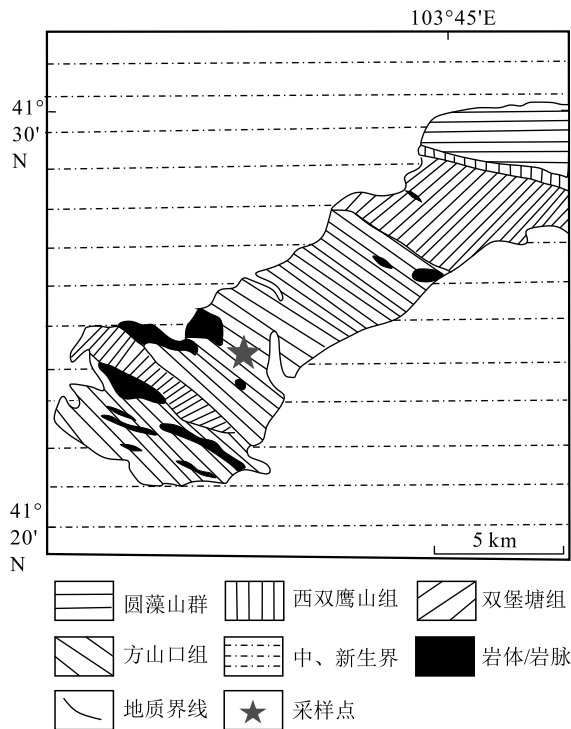 103°45'E
41°
30'
N
41°
20'
N
5 km
圆藻山群
西双鹰山组
双堡塘组
方山口组
中、新生界
岩体/岩脉
地质界线
采样点